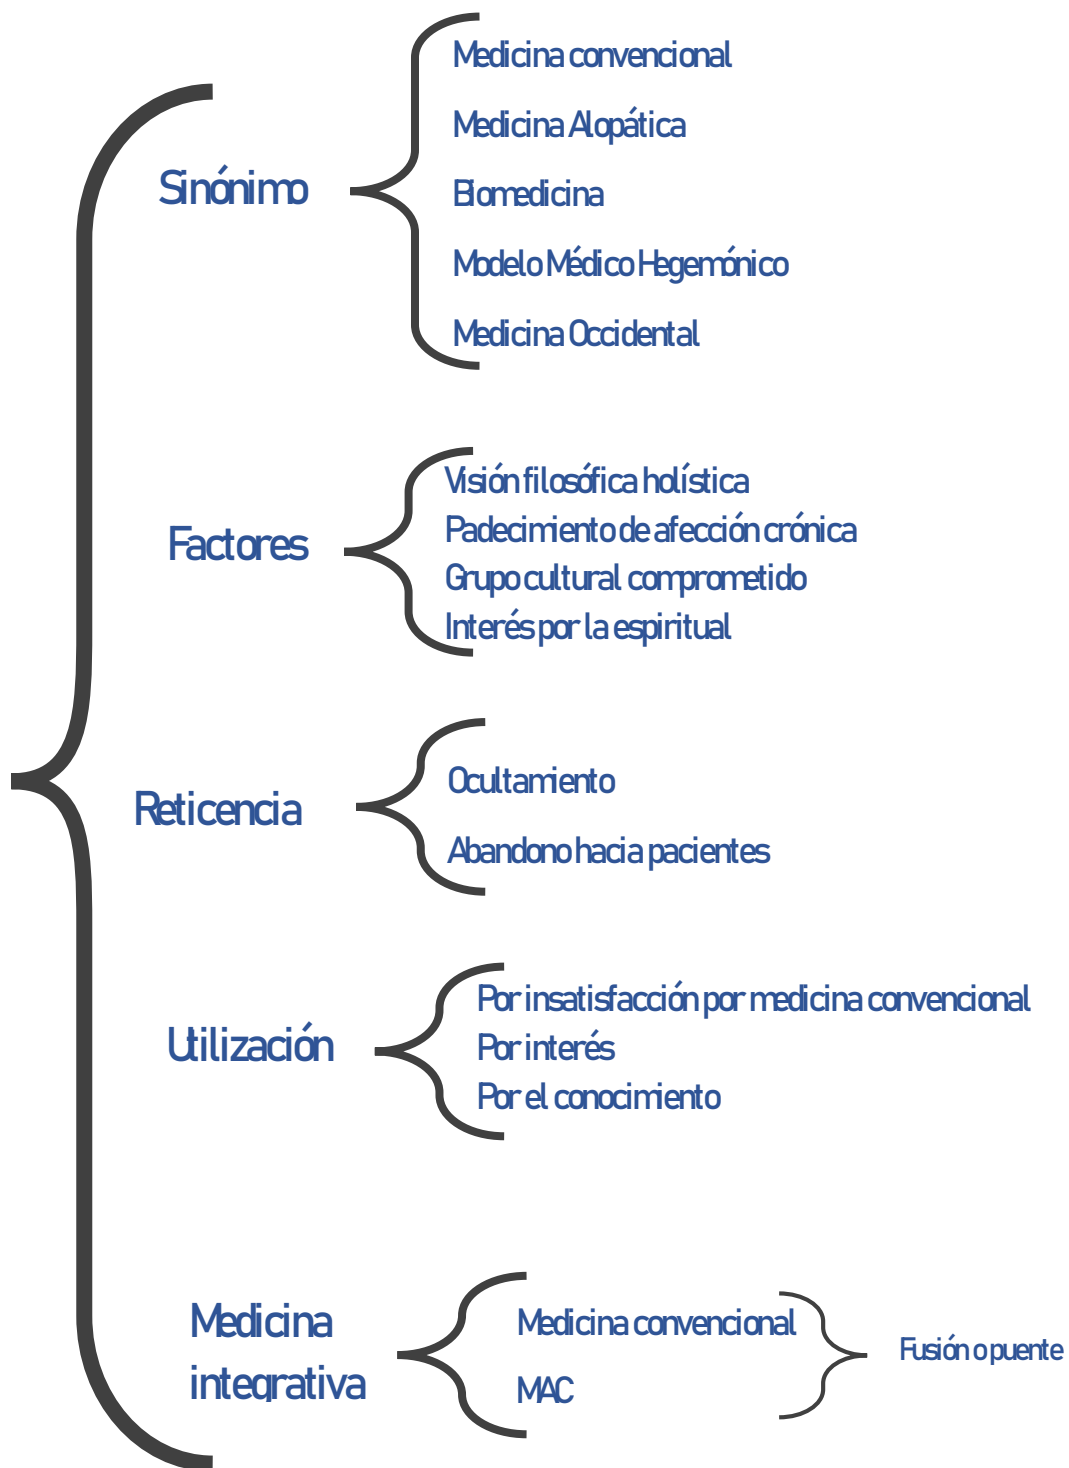 Sinónimo
Medicina convencional
Medicina Alopática
Biomedicina
Modelo Médico Hegemónico
Medicina Occidental
Factores
Visión filosófica holística
Padecimiento de afección crónica
Grupo cultural comprometido
Interés por la espiritual
Reticencia
Ocultamiento
Abandono hacia pacientes
Utilización
Por insatisfacción por medicina convencional
Por interés
Por el conocimiento
Medicina
integrativa
Medicina convencional
MAC
Fusión o puente